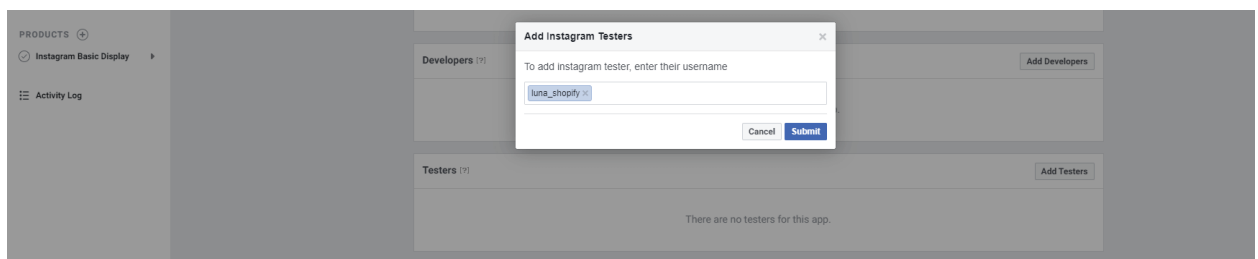 PRODUCTS
Instagram Basic Display
Activity Log
Add Instagram Testers
To add instagram tester, enter their username
luna_shopify
Cancel Submit
Developers [?]
Add Developers
Testers [?]
Add Testers
There are no testers for this app.